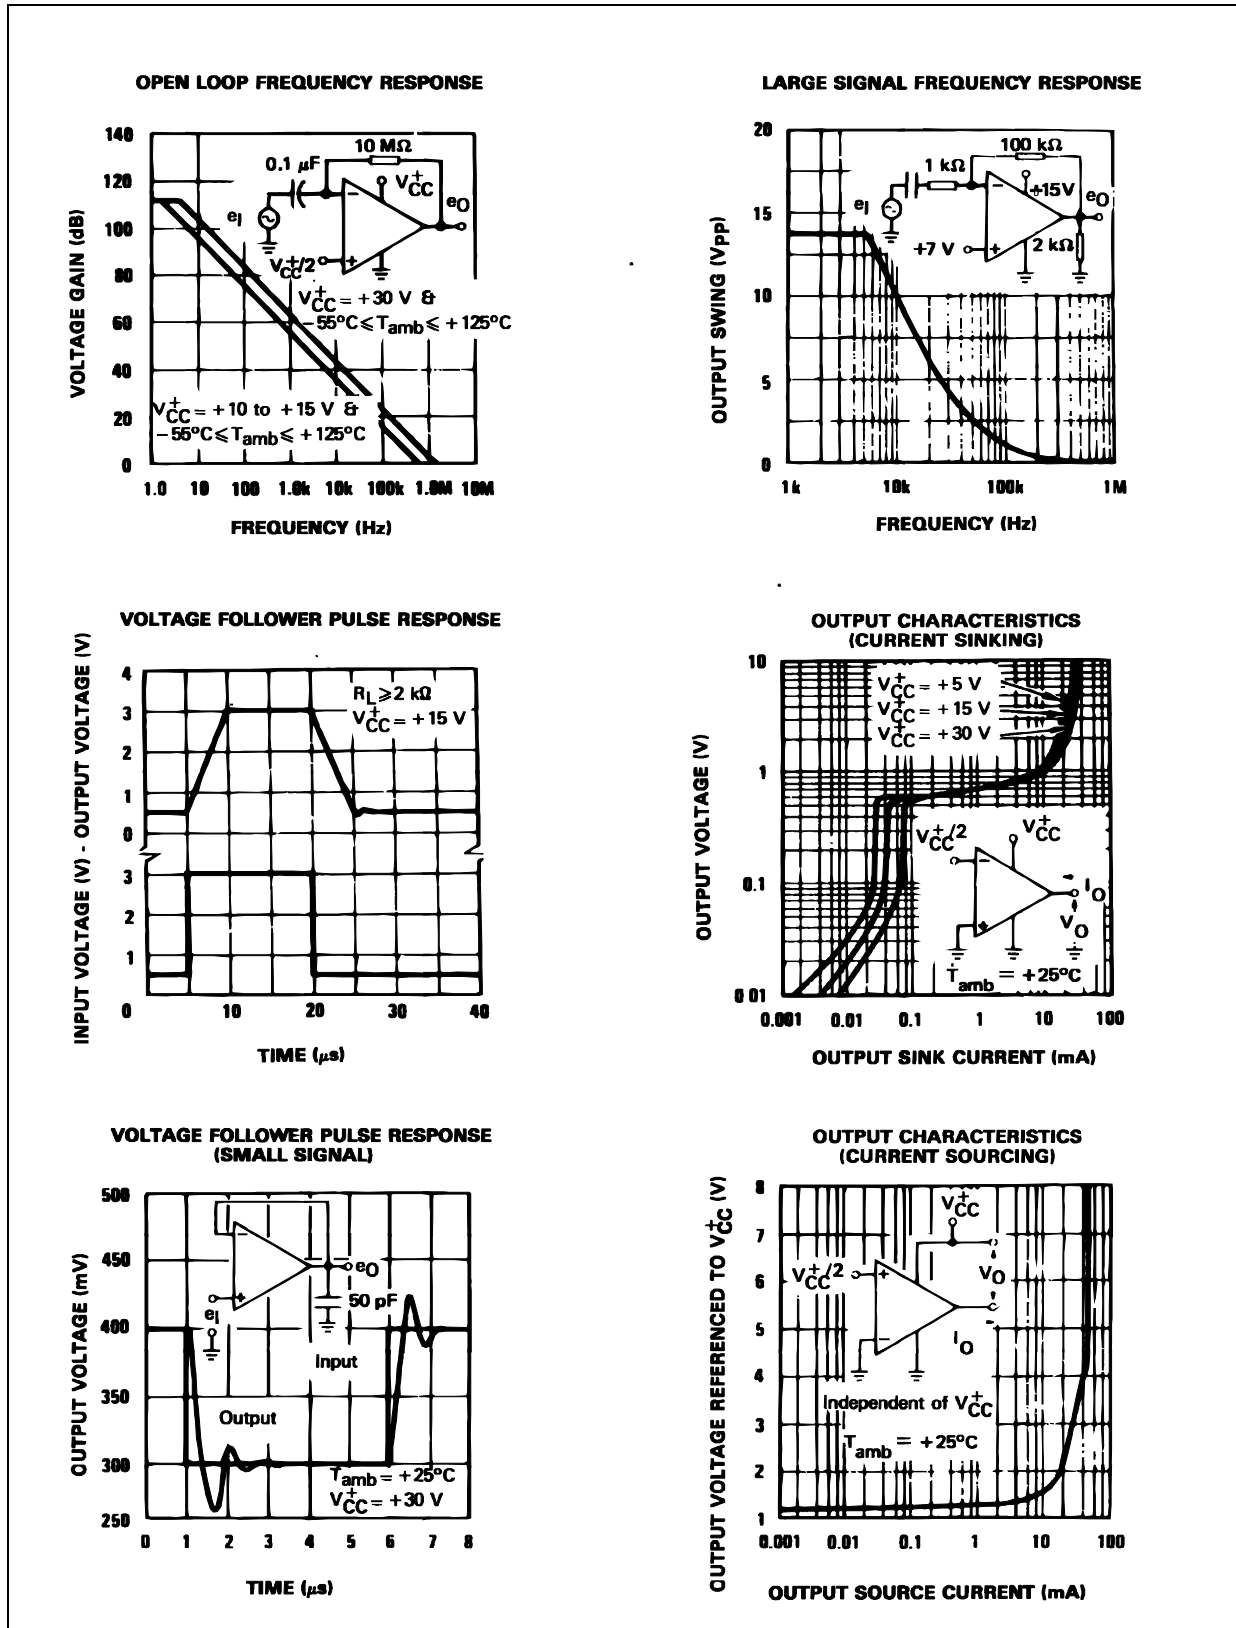 OPEN LOOP FREQUENCY RESPONSE
VOLTAGE GAIN (dB)
140
120
100
80
60
40
20
0
10 MΩ
0.1 μF
V+CC
eI
eO
V+CC/2
V+CC = +30 V &
-55°C ⩽ Tamb ⩽ +125°C
V+CC = +10 to +15 V &
-55°C ⩽ Tamb ⩽ +125°C
1.0 10 100 1.0k 10k 100k 1.0M 10M
FREQUENCY (Hz)
LARGE SIGNAL FREQUENCY RESPONSE
OUTPUT SWING (Vpp)
20
15
10
5
0
100 kΩ
1 kΩ
+15V
eI
eO
+7 V
2 kΩ
1k 10k 100k 1M
FREQUENCY (Hz)
VOLTAGE FOLLOWER PULSE RESPONSE
INPUT VOLTAGE (V) - OUTPUT VOLTAGE (V)
4
3
2
1
0
3
2
1
RL ⩾ 2 kΩ
V+CC = +15 V
0 10 20 30 40
TIME (μs)
OUTPUT CHARACTERISTICS
(CURRENT SINKING)
OUTPUT VOLTAGE (V)
10
1
0.1
0 01
V+CC = +5 V
V+CC = +15 V
V+CC = +30 V
V+CC/2
V+CC
IO
VO
Tamb = +25°C
0.001 0.01 0.1 1 10 100
OUTPUT SINK CURRENT (mA)
VOLTAGE FOLLOWER PULSE RESPONSE
(SMALL SIGNAL)
OUTPUT VOLTAGE (mV)
500
450
400
350
300
250
eO
50 pF
eI
Input
Output
Tamb = +25°C
V+CC = +30 V
0 1 2 3 4 5 6 7 8
TIME (μs)
OUTPUT CHARACTERISTICS
(CURRENT SOURCING)
OUTPUT VOLTAGE REFERENCED TO V+CC (V)
8
7
6
5
4
3
2
1
V+CC
V+CC/2
VO
IO
Independent of V+CC
Tamb = +25°C
0.001 0.01 0.1 1 10 100
OUTPUT SOURCE CURRENT (mA)